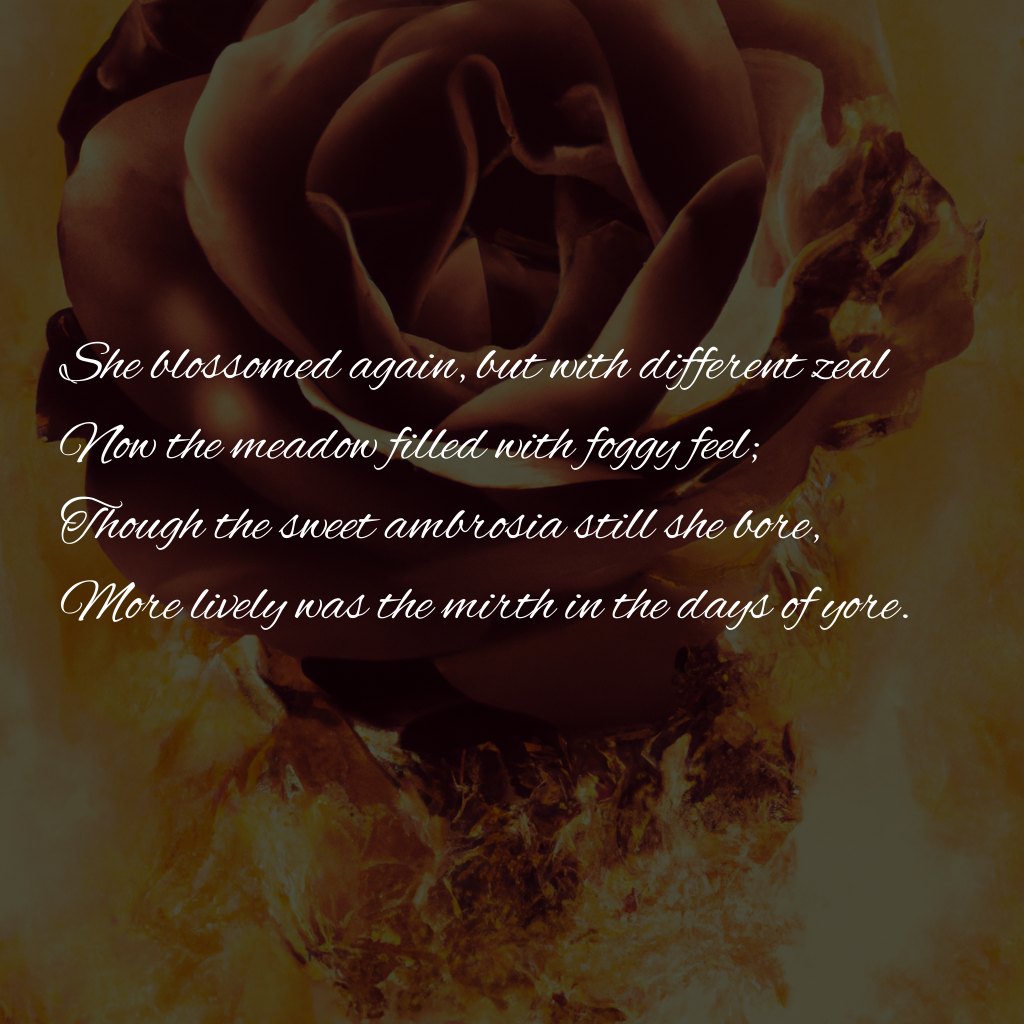 She blossomed again, but with different zeal
Now the meadow filled with foggy feel;
Though the sweet ambrosia still she bore,
More lively was the mirth in the days of yore.